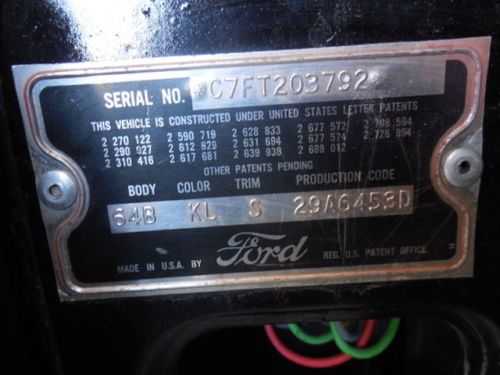 SERIAL NO. *C7FT203792*
THIS VEHICLE IS CONSTRUCTED UNDER UNITED STATES LETTER PATENTS
2 270 122 2 590 719 2 628 833 2 677 572 2 708 594
2 290 027 2 612 829 2 631 694 2 677 574 2 726 894
2 310 416 2 617 681 2 639 938 2 698 012
OTHER PATENTS PENDING
BODY COLOR TRIM PRODUCTION CODE
64B KL S 29A6453D
MADE IN U.S.A. BY Ford REG. U.S. PATENT OFFICE